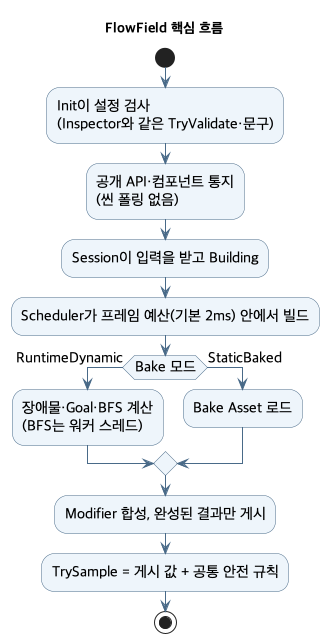 FlowField 핵심 흐름
Init이 설정 검사
(Inspector와 같은 TryValidate·문구)
공개 API·컴포넌트 통지
(씬 폴링 없음)
Session이 입력을 받고 Building
Scheduler가 프레임 예산(기본 2ms) 안에서 빌드
RuntimeDynamic
Bake 모드
StaticBaked
장애물·Goal·BFS 계산
(BFS는 워커 스레드)
Bake Asset 로드
Modifier 합성, 완성된 결과만 게시
TrySample = 게시 값 + 공통 안전 규칙